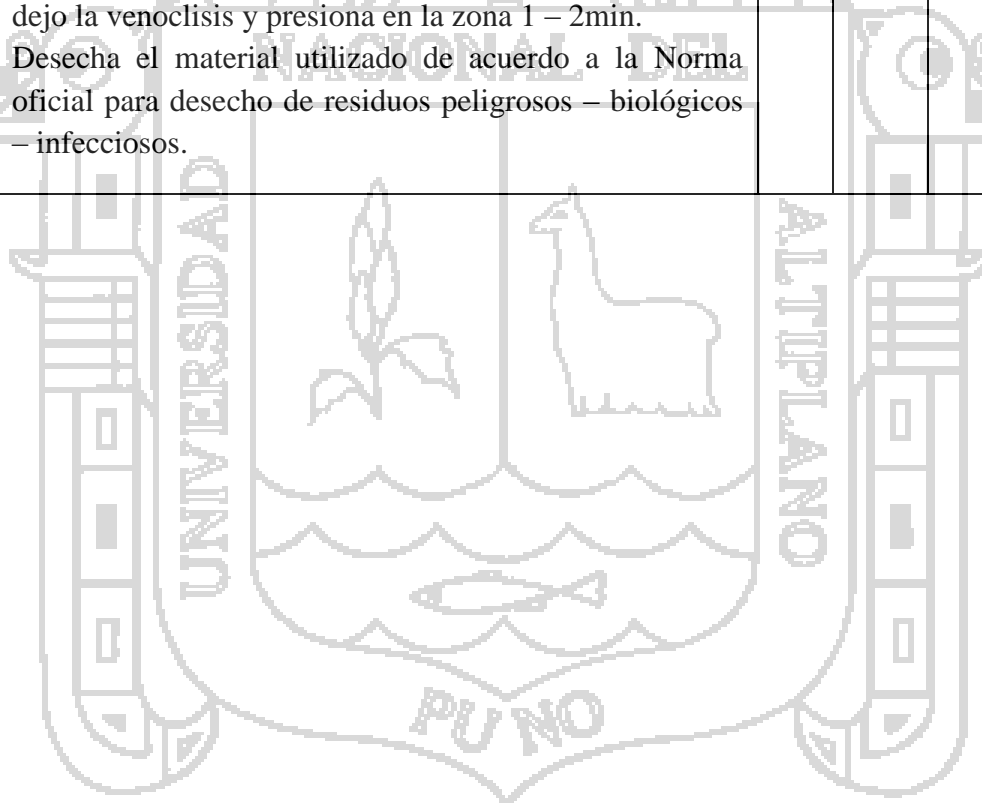 dejo la venoclisis y presiona en la zona 1 – 2min.
Desecha el material utilizado de acuerdo a la Norma
oficial para desecho de residuos peligrosos – biológicos
– infecciosos.
NACIONAL DEL
UNIVERSIDAD
ALTIPLANO
PUNO